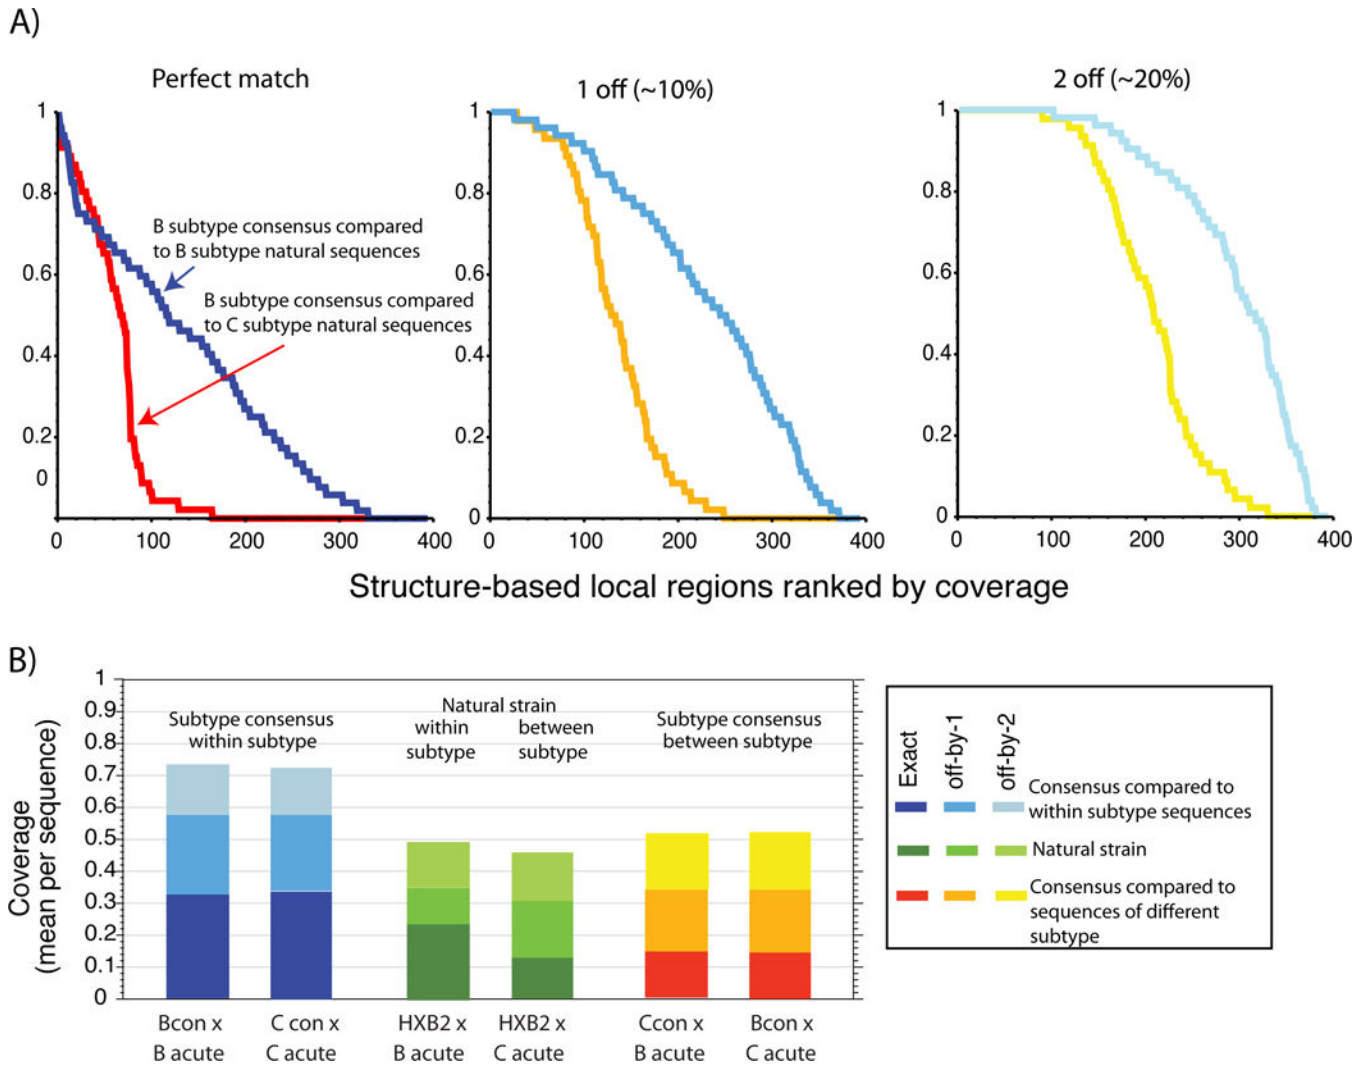 A)
Perfect match
1 off (~10%)
2 off (~20%)
1
0.8
0.6
0.4
0.2
0
0
100
200
300
400
B subtype consensus compared
to B subtype natural sequences
B subtype consensus compared
to C subtype natural sequences
1
0.8
0.6
0.4
0.2
0
0
100
200
300
400
1
0.8
0.6
0.4
0.2
0
0
100
200
300
400
Structure-based local regions ranked by coverage
B)
Coverage
(mean per sequence)
1
0.9
0.8
0.7
0.6
0.5
0.4
0.3
0.2
0.1
0
Subtype consensus
within subtype
Natural strain
within
subtype
between
subtype
Subtype consensus
between subtype
Bcon x
B acute
C con x
C acute
HXB2 x
B acute
HXB2 x
C acute
Ccon x
B acute
Bcon x
C acute
Exact
off-by-1
off-by-2
Consensus compared to
within subtype sequences
Natural strain
Consensus compared to
sequences of different
subtype